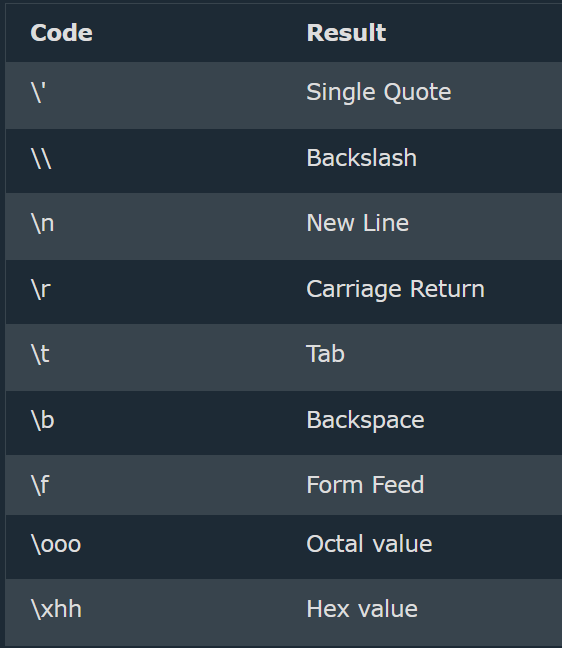 Code Result
\' Single Quote
\\ Backslash
\n New Line
\r Carriage Return
\t Tab
\b Backspace
\f Form Feed
\ooo Octal value
\xhh Hex value